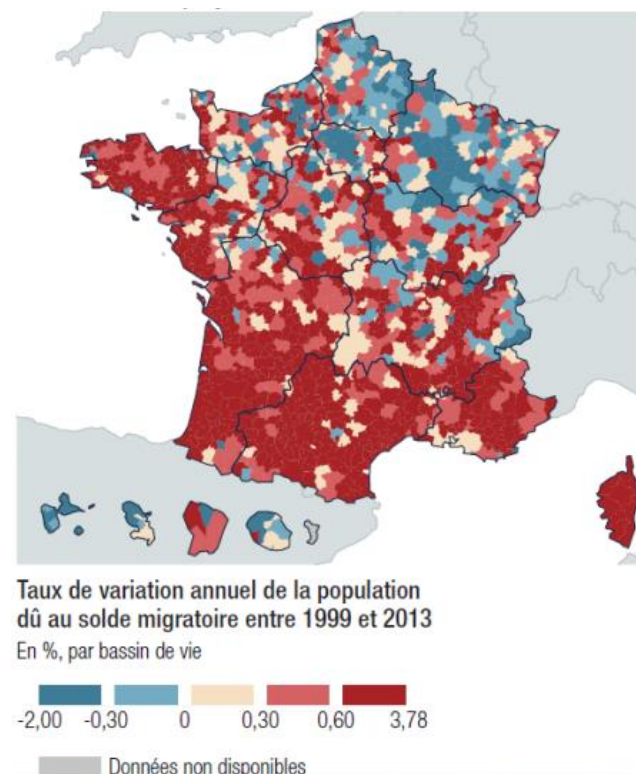 Taux de variation annuel de la population
dû au solde migratoire entre 1999 et 2013
En %, par bassin de vie
-2,00 -0,30 0 0,30 0,60 3,78
Données non disponibles